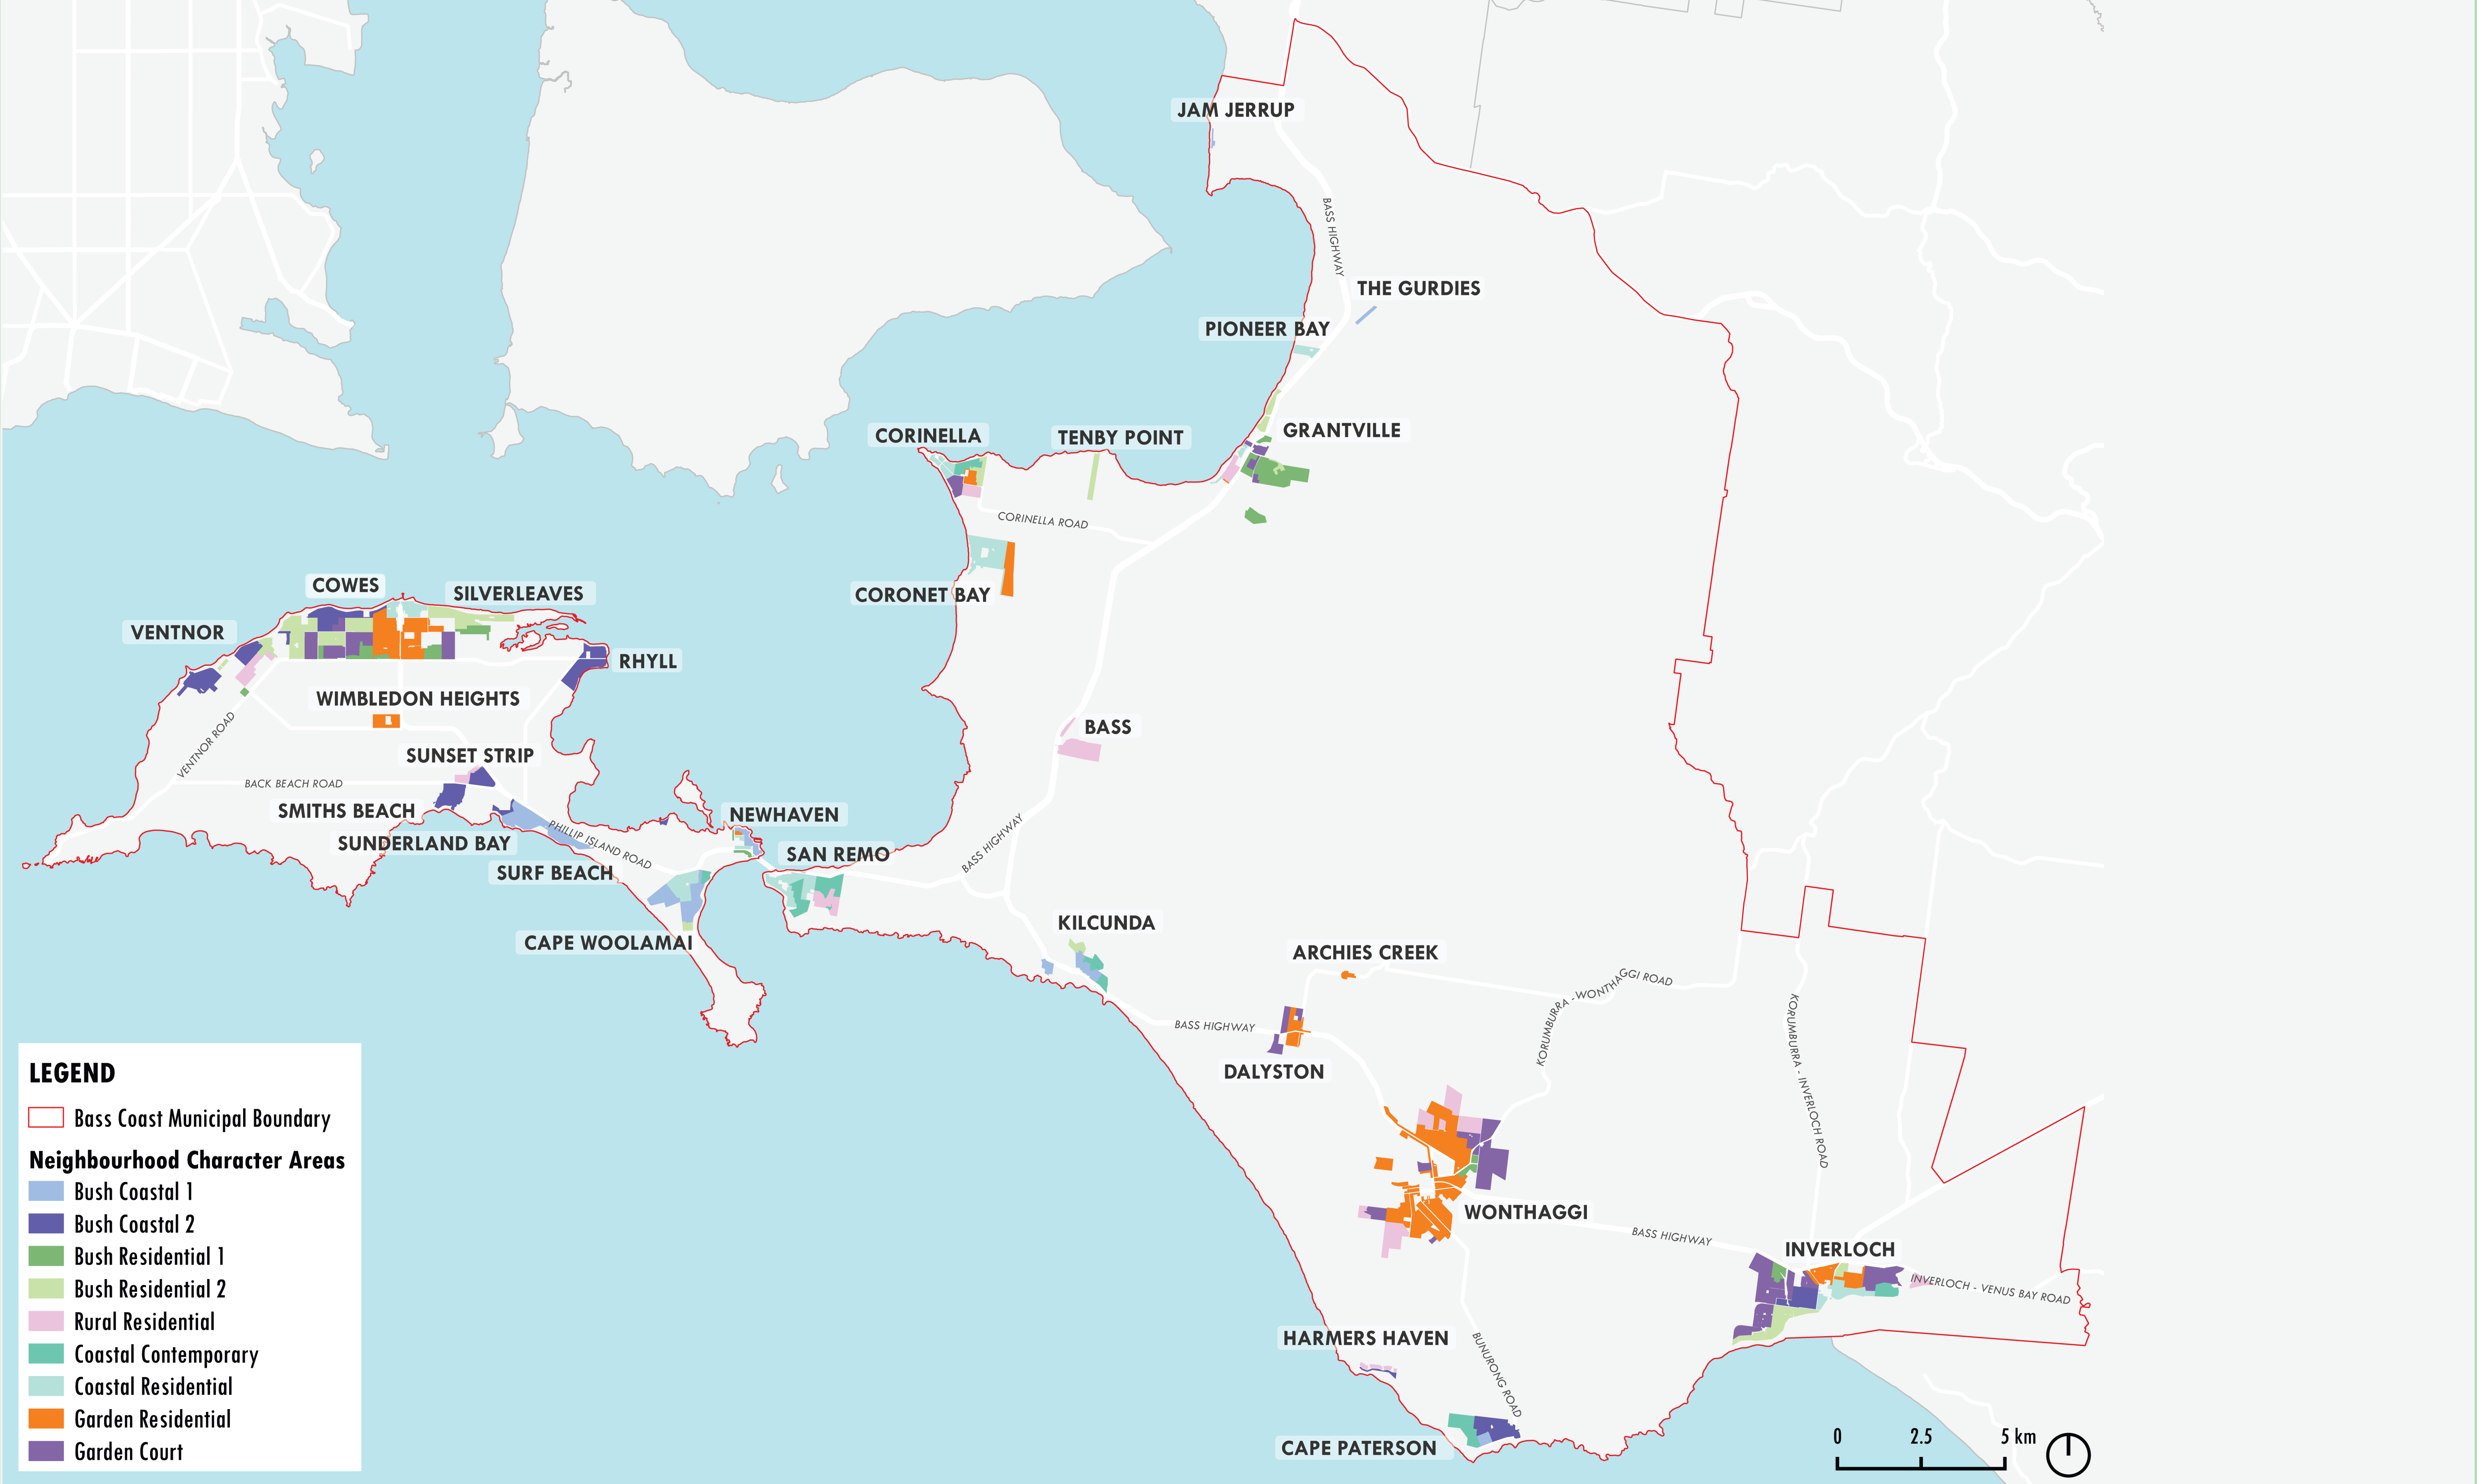 JAM JERRUP
BASS HIGHWAY
THE GURDIES
PIONEER BAY
GRANTVILLE
CORINELLA
TENBY POINT
CORINELLA ROAD
CORONET BAY
COWES
SILVERLEAVES
VENTNOR
RHYLL
WIMBLEDON HEIGHTS
VENTNOR ROAD
BASS
SUNSET STRIP
BACK BEACH ROAD
SMITHS BEACH
NEWHAVEN
PHILLIP ISLAND ROAD
SUNDERLAND BAY
BASS HIGHWAY
SAN REMO
SURF BEACH
KILCUNDA
CAPE WOOLAMAI
ARCHIES CREEK
KORUMBURRA - WONTHAGGI ROAD
BASS HIGHWAY
KORUMBURRA - INVERLOCH ROAD
DALYSTON
WONTHAGGI
BASS HIGHWAY
INVERLOCH
INVERLOCH - VENUS BAY ROAD
HARMERS HAVEN
BUNURONG ROAD
CAPE PATERSON
LEGEND
Bass Coast Municipal Boundary
Neighbourhood Character Areas
Bush Coastal 1
Bush Coastal 2
Bush Residential 1
Bush Residential 2
Rural Residential
Coastal Contemporary
Coastal Residential
Garden Residential
Garden Court
0 2.5 5 km